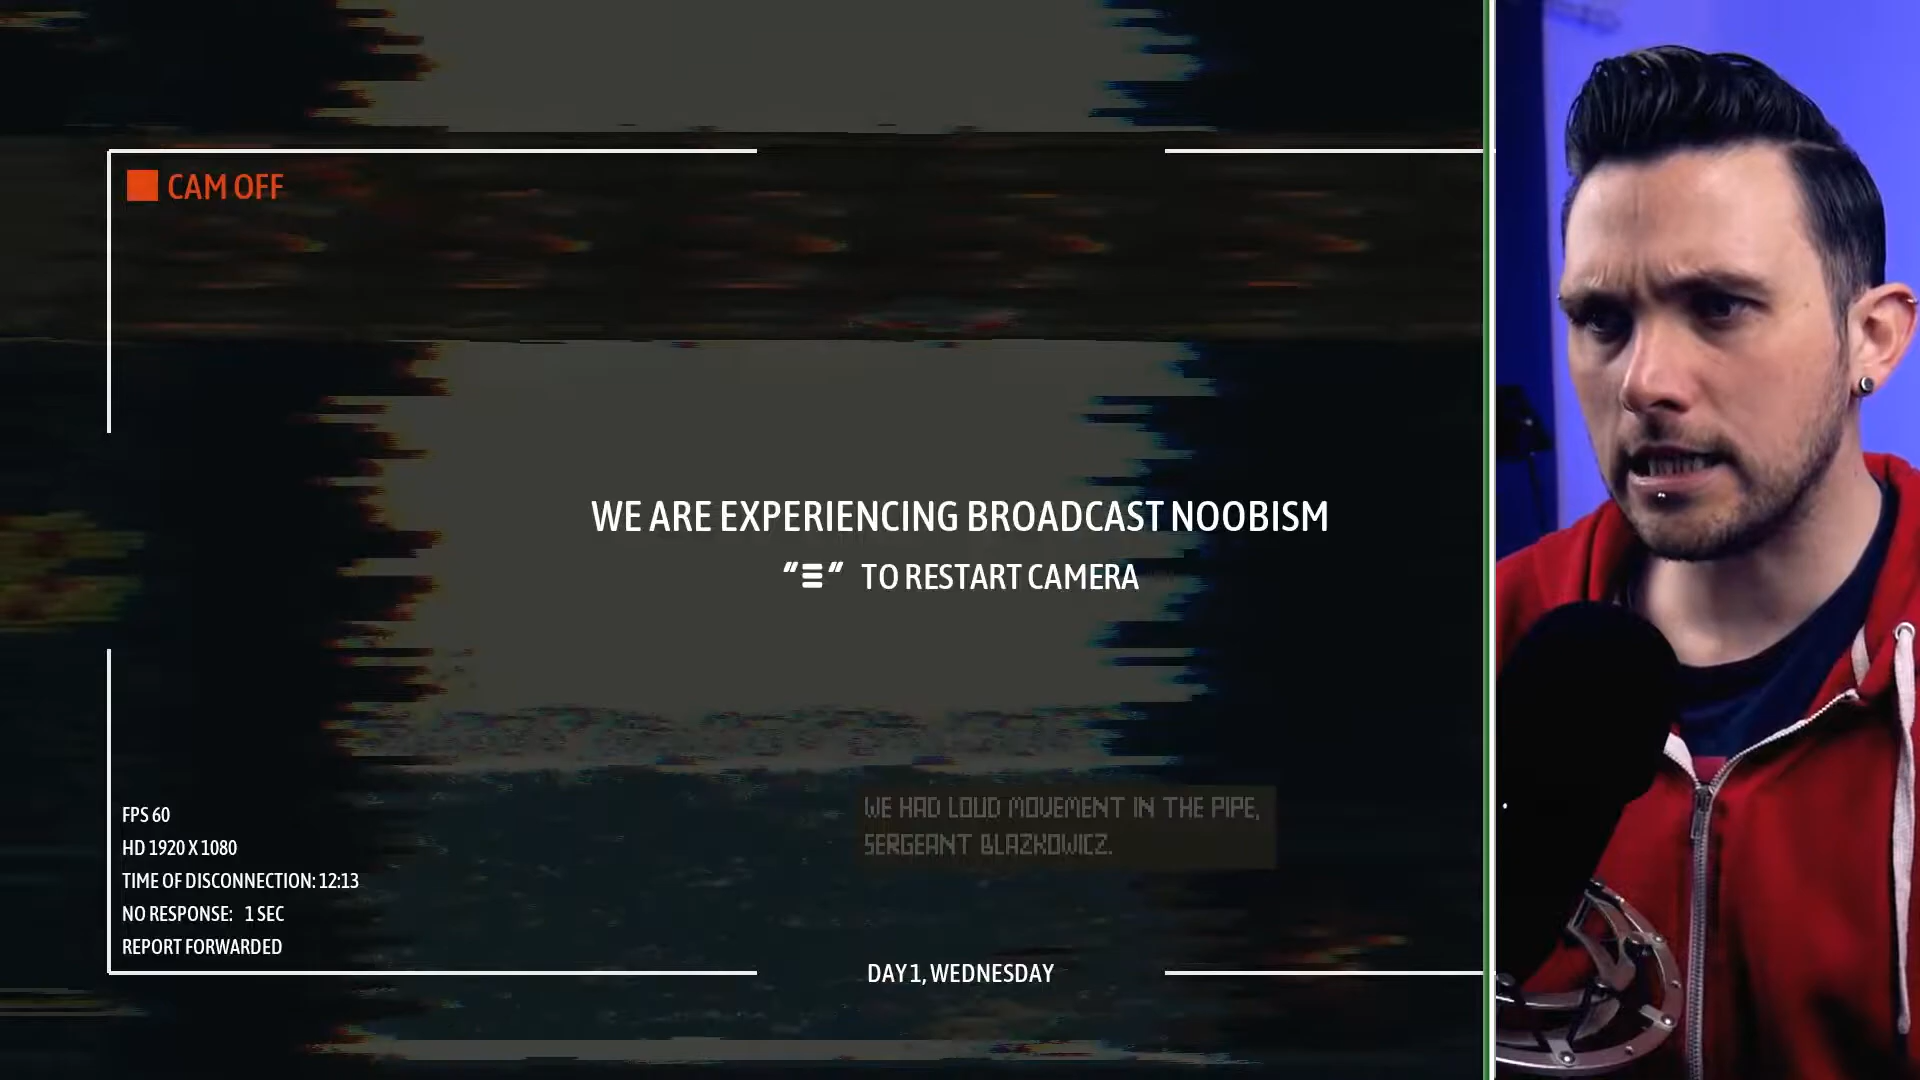 CAM OFF
WE ARE EXPERIENCING BROADCAST NOOBISM
"☰" TO RESTART CAMERA
WE HAD LOUD MOVEMENT IN THE PIPE,
SERGEANT BLAZKOWICZ.
FPS 60
HD 1920 X 1080
TIME OF DISCONNECTION: 12:13
NO RESPONSE: 1 SEC
REPORT FORWARDED
DAY 1, WEDNESDAY